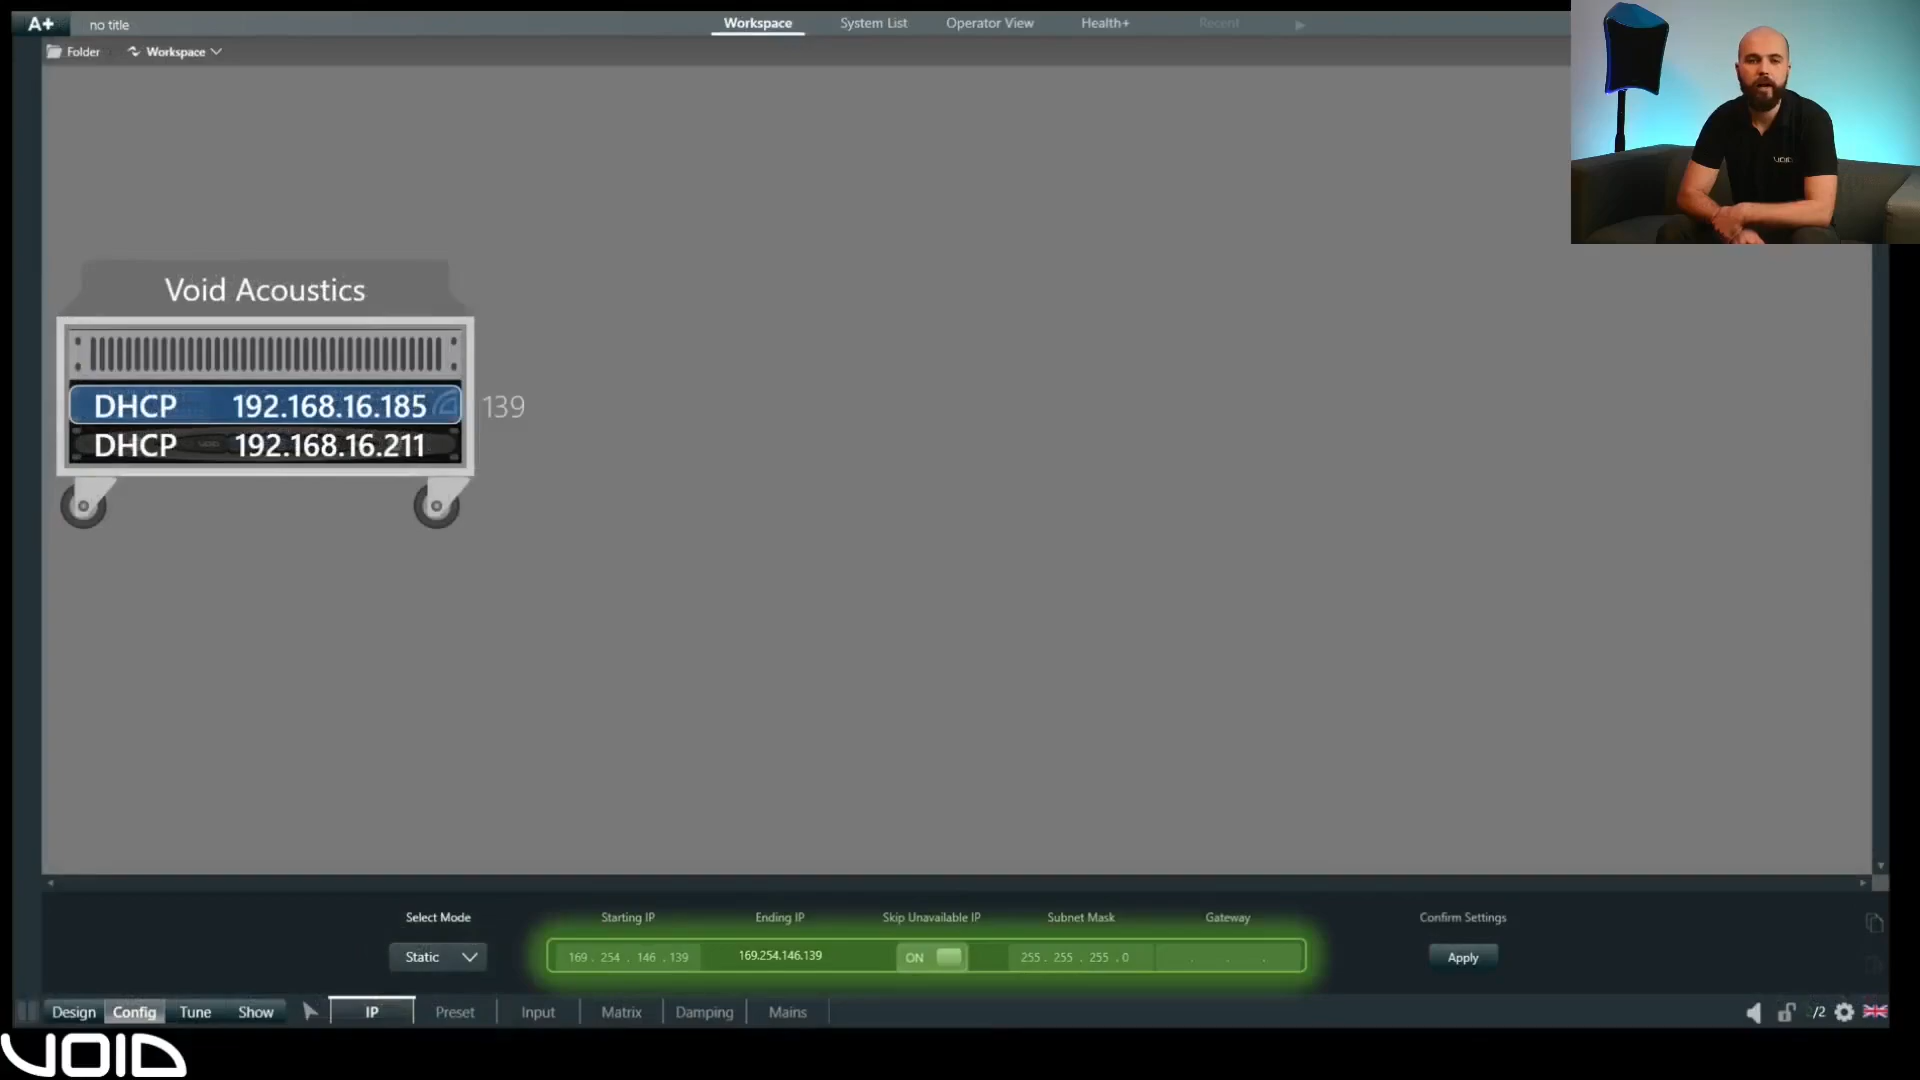 A+ no title Workspace System List Operator View Health+ Recent
Folder Workspace
VOID
Void Acoustics
DHCP 192.168.16.185 139
DHCP 192.168.16.211
Select Mode Starting IP Ending IP Skip Unavailable IP Subnet Mask Gateway Confirm Settings
Static 169 . 254 . 146 . 139 169.254.146.139 ON 255 . 255 . 255 . 0 . . . Apply
Design Config Tune Show IP Preset Input Matrix Damping Mains /2
VOID